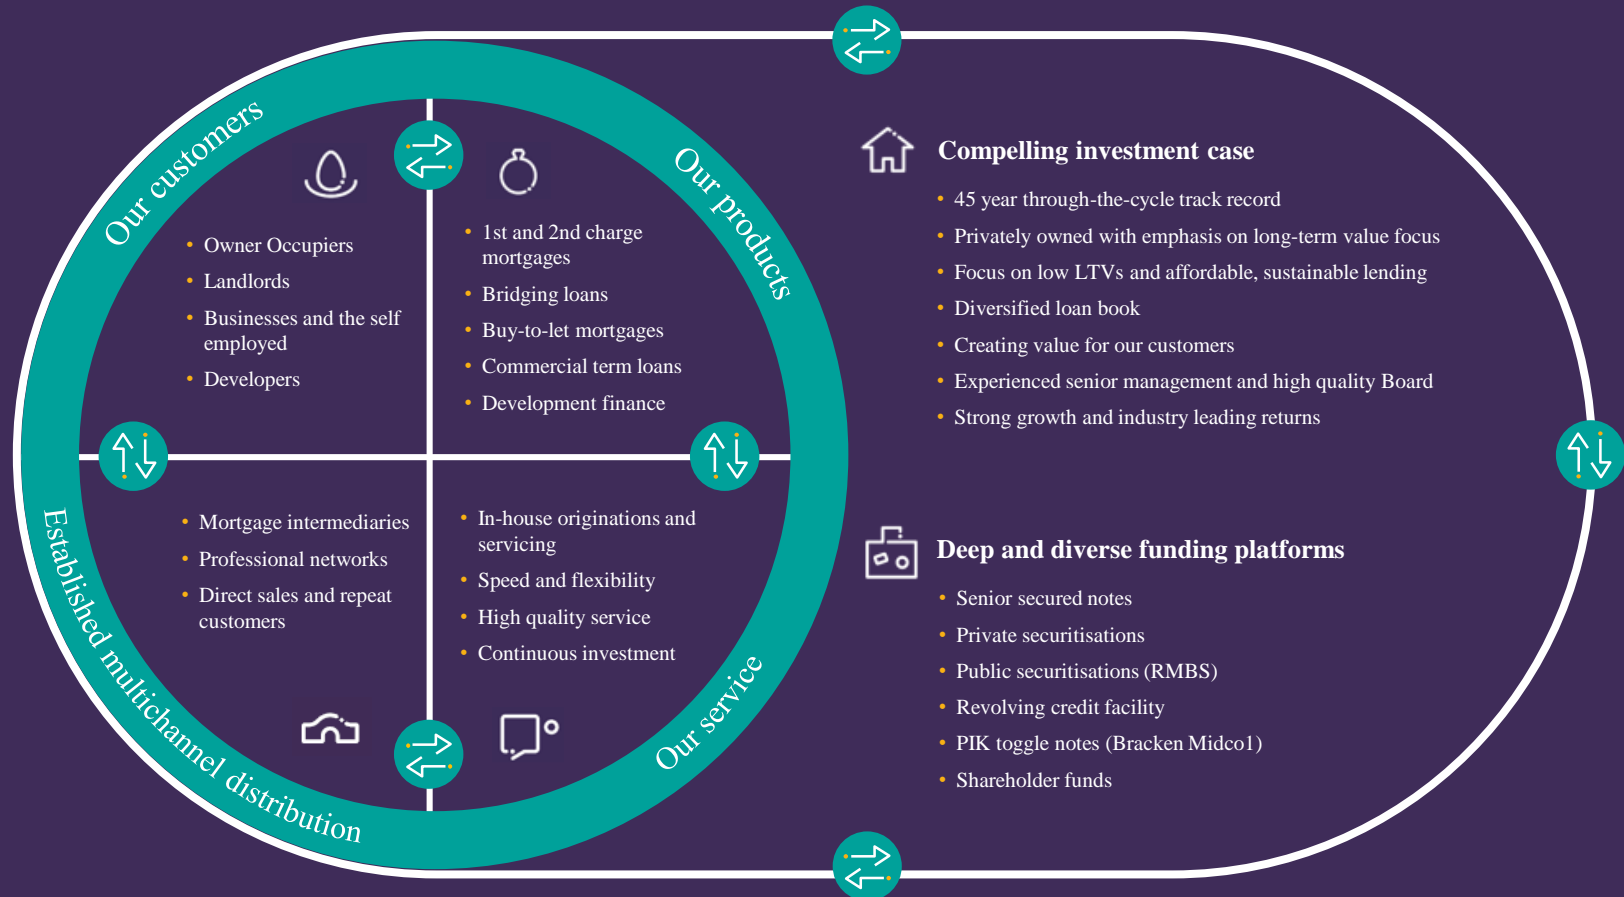 Our customers
• Owner Occupiers
• Landlords
• Businesses and the self
employed
• Developers
Our products
• 1st and 2nd charge
mortgages
• Bridging loans
• Buy-to-let mortgages
• Commercial term loans
• Development finance
Established multichannel distribution
• Mortgage intermediaries
• Professional networks
• Direct sales and repeat
customers
Our service
• In-house originations and
servicing
• Speed and flexibility
• High quality service
• Continuous investment
Compelling investment case
• 45 year through-the-cycle track record
• Privately owned with emphasis on long-term value focus
• Focus on low LTVs and affordable, sustainable lending
• Diversified loan book
• Creating value for our customers
• Experienced senior management and high quality Board
• Strong growth and industry leading returns
Deep and diverse funding platforms
• Senior secured notes
• Private securitisations
• Public securitisations (RMBS)
• Revolving credit facility
• PIK toggle notes (Bracken Midco1)
• Shareholder funds